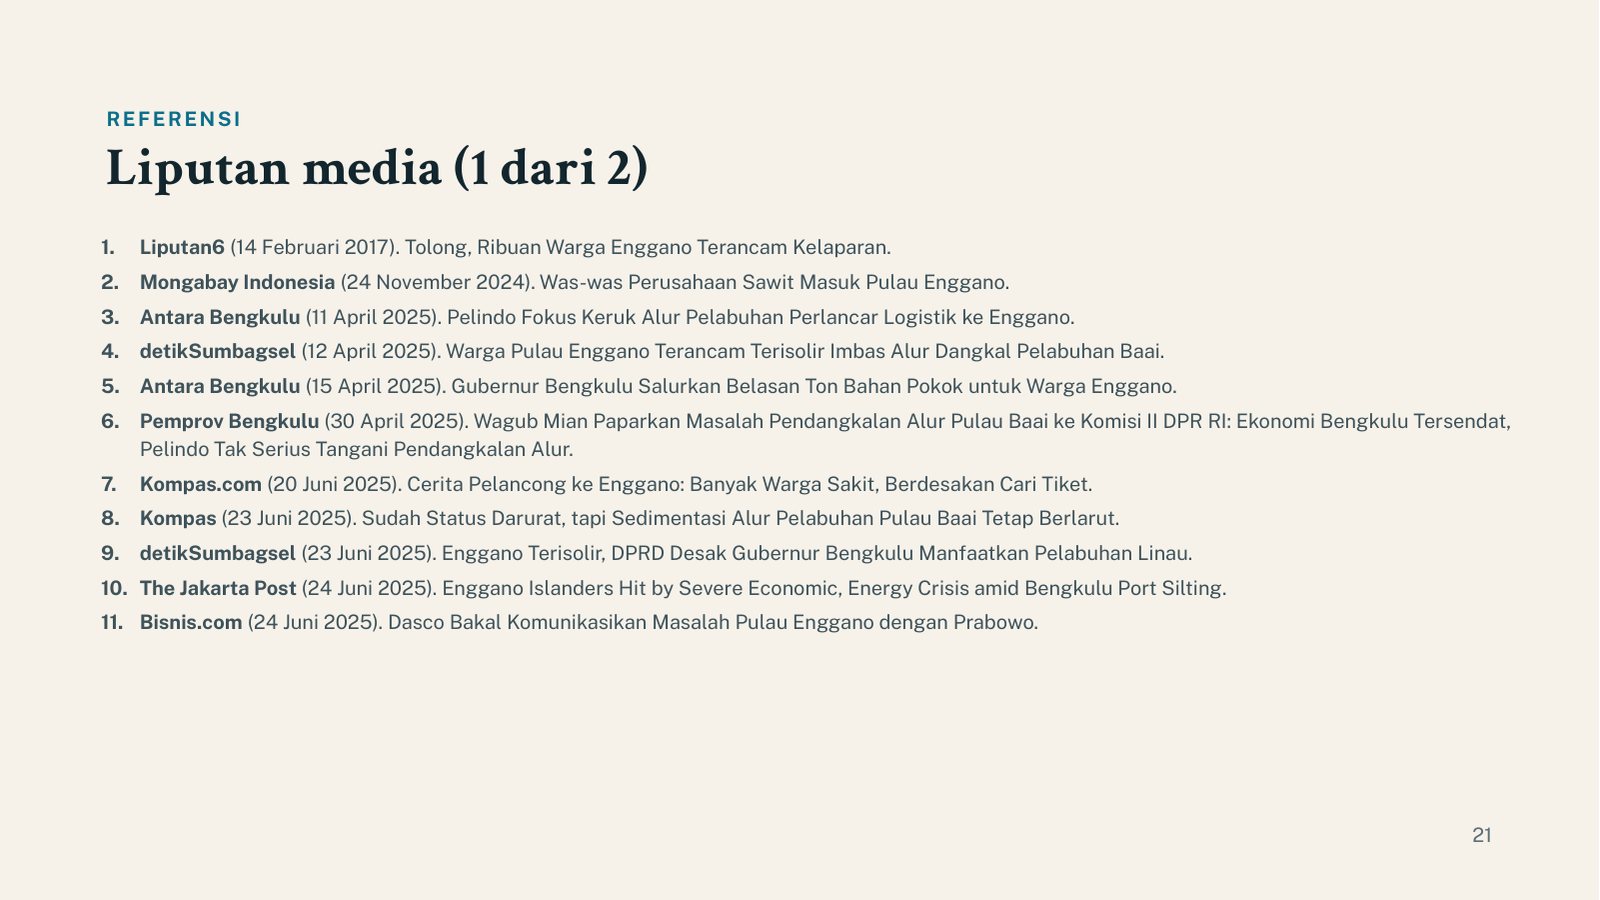 REFERENSI
Liputan media (1 dari 2)
1. Liputan6 (14 Februari 2017). Tolong, Ribuan Warga Enggano Terancam Kelaparan.
2. Mongabay Indonesia (24 November 2024). Was-was Perusahaan Sawit Masuk Pulau Enggano.
3. Antara Bengkulu (11 April 2025). Pelindo Fokus Keruk Alur Pelabuhan Perlancar Logistik ke Enggano.
4. detikSumbagsel (12 April 2025). Warga Pulau Enggano Terancam Terisolir Imbas Alur Dangkal Pelabuhan Baai.
5. Antara Bengkulu (15 April 2025). Gubernur Bengkulu Salurkan Belasan Ton Bahan Pokok untuk Warga Enggano.
6. Pemprov Bengkulu (30 April 2025). Wagub Mian Paparkan Masalah Pendangkalan Alur Pulau Baai ke Komisi II DPR RI: Ekonomi Bengkulu Tersendat,
Pelindo Tak Serius Tangani Pendangkalan Alur.
7. Kompas.com (20 Juni 2025). Cerita Pelancong ke Enggano: Banyak Warga Sakit, Berdesakan Cari Tiket.
8. Kompas (23 Juni 2025). Sudah Status Darurat, tapi Sedimentasi Alur Pelabuhan Pulau Baai Tetap Berlarut.
9. detikSumbagsel (23 Juni 2025). Enggano Terisolir, DPRD Desak Gubernur Bengkulu Manfaatkan Pelabuhan Linau.
10. The Jakarta Post (24 Juni 2025). Enggano Islanders Hit by Severe Economic, Energy Crisis amid Bengkulu Port Silting.
11. Bisnis.com (24 Juni 2025). Dasco Bakal Komunikasikan Masalah Pulau Enggano dengan Prabowo.
21